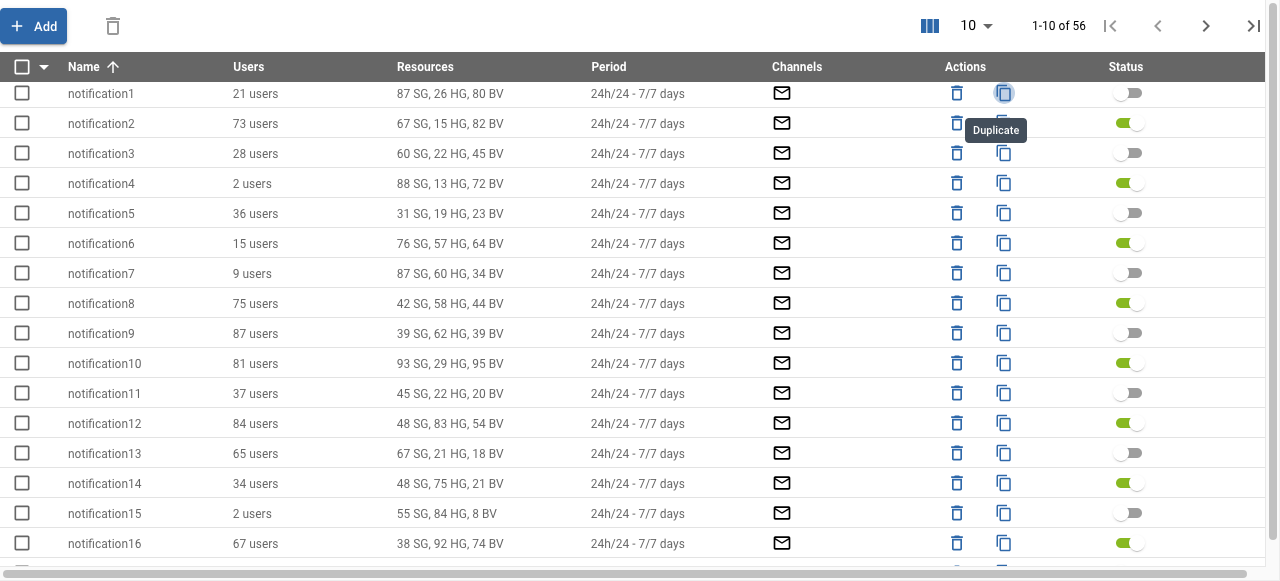 Add 10 1-10 of 56
Name Users Resources Period Channels Actions Status
notification1 21 users 87 SG, 26 HG, 80 BV 24h/24 - 7/7 days
notification2 73 users 67 SG, 15 HG, 82 BV 24h/24 - 7/7 days
Duplicate
notification3 28 users 60 SG, 22 HG, 45 BV 24h/24 - 7/7 days
notification4 2 users 88 SG, 13 HG, 72 BV 24h/24 - 7/7 days
notification5 36 users 31 SG, 19 HG, 23 BV 24h/24 - 7/7 days
notification6 15 users 76 SG, 57 HG, 64 BV 24h/24 - 7/7 days
notification7 9 users 87 SG, 60 HG, 34 BV 24h/24 - 7/7 days
notification8 75 users 42 SG, 58 HG, 44 BV 24h/24 - 7/7 days
notification9 87 users 39 SG, 62 HG, 39 BV 24h/24 - 7/7 days
notification10 81 users 93 SG, 29 HG, 95 BV 24h/24 - 7/7 days
notification11 37 users 45 SG, 22 HG, 20 BV 24h/24 - 7/7 days
notification12 84 users 48 SG, 83 HG, 54 BV 24h/24 - 7/7 days
notification13 65 users 67 SG, 21 HG, 18 BV 24h/24 - 7/7 days
notification14 34 users 48 SG, 75 HG, 21 BV 24h/24 - 7/7 days
notification15 2 users 55 SG, 84 HG, 8 BV 24h/24 - 7/7 days
notification16 67 users 38 SG, 92 HG, 74 BV 24h/24 - 7/7 days